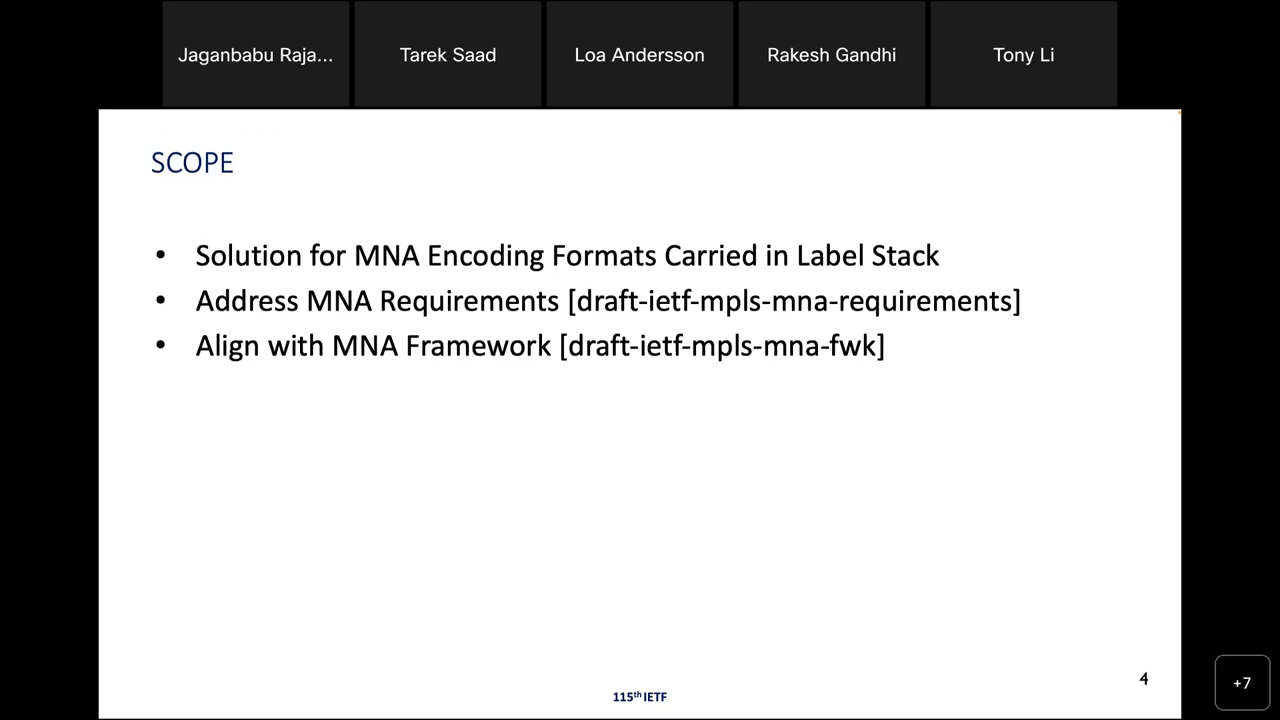 Jaganbabu Raja...
Tarek Saad
Loa Andersson
Rakesh Gandhi
Tony Li
SCOPE
• Solution for MNA Encoding Formats Carried in Label Stack
• Address MNA Requirements [draft-ietf-mpls-mna-requirements]
• Align with MNA Framework [draft-ietf-mpls-mna-fwk]
4
115th IETF
+7